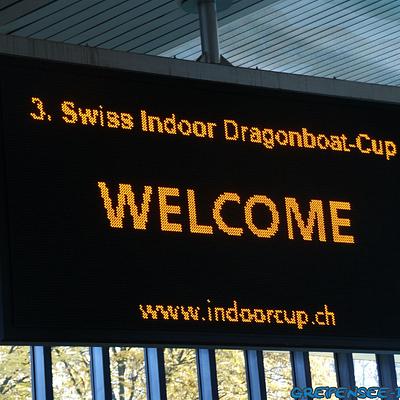 3. Swiss Indoor Dragonboat-Cup
WELCOME
www.indoorcup.ch